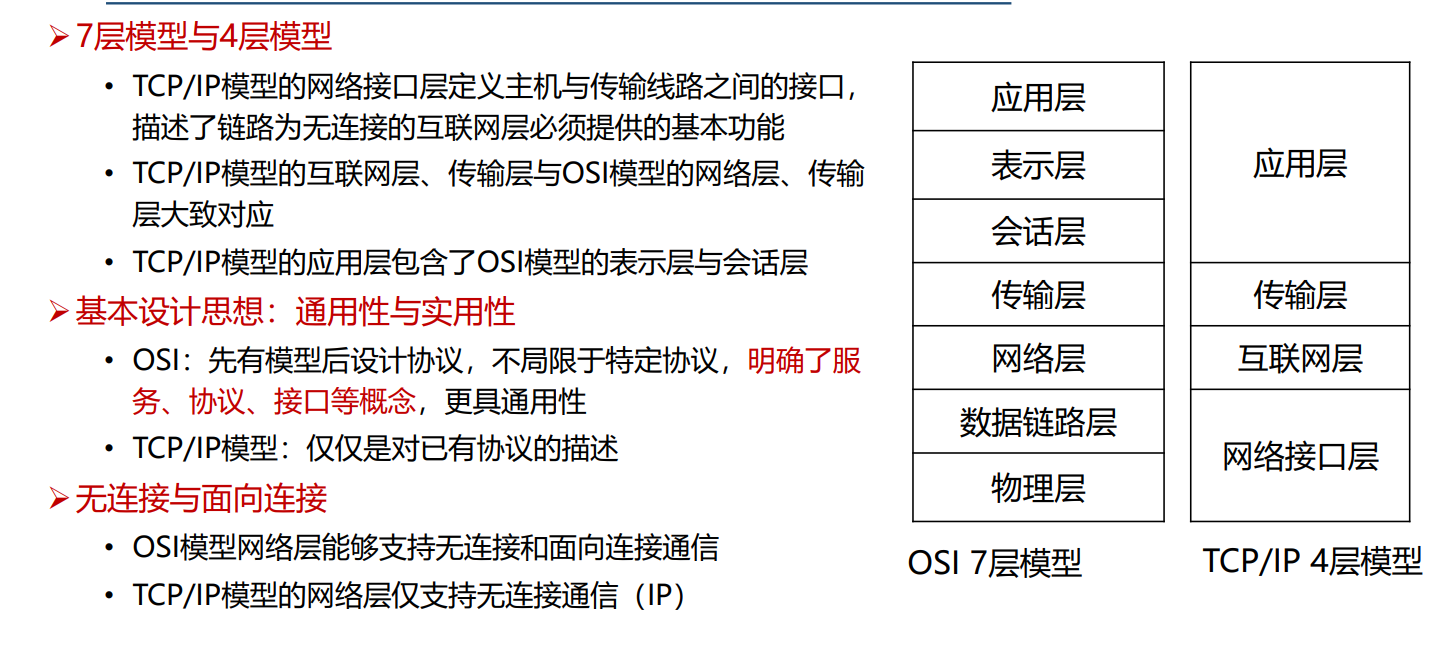 7层模型与4层模型
• TCP/IP模型的网络接口层定义主机与传输线路之间的接口，
描述了链路为无连接的互联网层必须提供的基本功能
• TCP/IP模型的互联网层、传输层与OSI模型的网络层、传输
层大致对应
• TCP/IP模型的应用层包含了OSI模型的表示层与会话层
基本设计思想：通用性与实用性
• OSI：先有模型后设计协议，不局限于特定协议，明确了服
务、协议、接口等概念，更具通用性
• TCP/IP模型：仅仅是对已有协议的描述
无连接与面向连接
• OSI模型网络层能够支持无连接和面向连接通信
• TCP/IP模型的网络层仅支持无连接通信（IP）
应用层
表示层
会话层
传输层
网络层
数据链路层
物理层
OSI 7层模型
应用层
传输层
互联网层
网络接口层
TCP/IP 4层模型